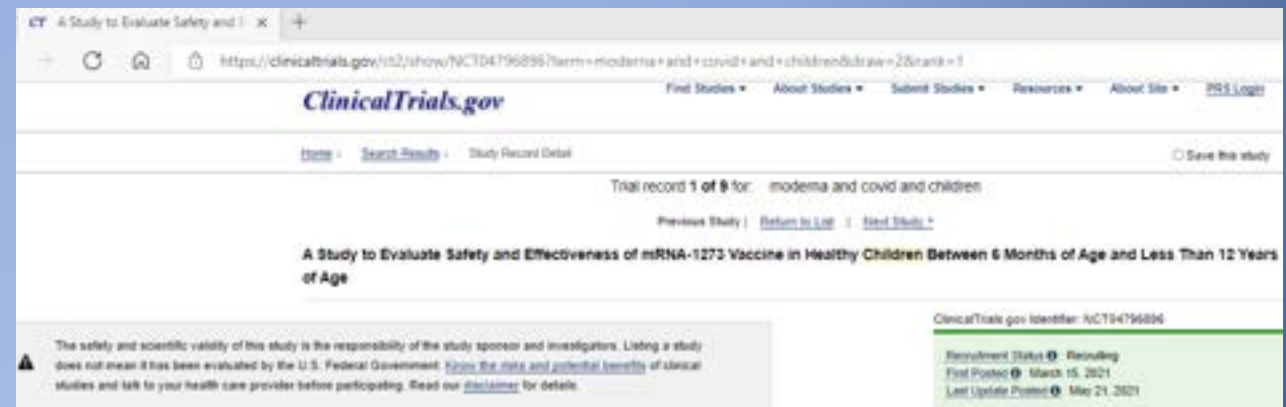 CT A Study to Evaluate Safety and
https://clinicaltrials.gov/ct2/show/NCT04796896?term=moderna+and+covid+and+children&draw=2&rank=1
ClinicalTrials.gov
Find Studies About Studies Submit Studies Resources About Site PRS Login
Home Search Results Study Record Detail
Save this study
Trial record 1 of 9 for: moderna and covid and children
Previous Study | Return to List | Next Study
A Study to Evaluate Safety and Effectiveness of mRNA-1273 Vaccine in Healthy Children Between 6 Months of Age and Less Than 12 Years
of Age
The safety and scientific validity of this study is the responsibility of the study sponsor and investigators. Listing a study
does not mean it has been evaluated by the U.S. Federal Government. Know the risks and potential benefits of clinical
studies and talk to your health care provider before participating. Read our disclaimer for details.
ClinicalTrials.gov Identifier: NCT04796896
Recruitment Status : Recruiting
First Posted : March 15, 2021
Last Update Posted : May 21, 2021